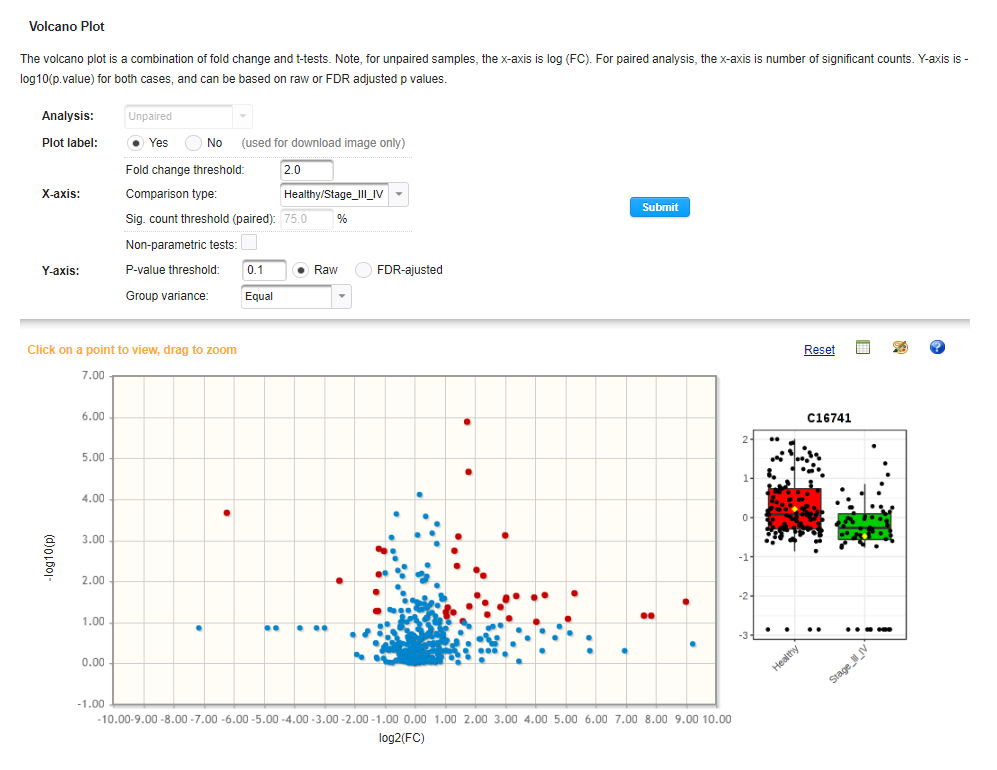 Volcano Plot
The volcano plot is a combination of fold change and t-tests. Note, for unpaired samples, the x-axis is log (FC). For paired analysis, the x-axis is number of significant counts. Y-axis is -
log10(p.value) for both cases, and can be based on raw or FDR adjusted p values.
Analysis: Unpaired
Plot label: Yes No (used for download image only)
Fold change threshold: 2.0
X-axis: Comparison type: Healthy/Stage_III_IV
Submit
Sig. count threshold (paired): 75.0 %
Non-parametric tests:
Y-axis: P-value threshold: 0.1 Raw FDR-ajusted
Group variance: Equal
Click on a point to view, drag to zoom
Reset
7.00
6.00
5.00
4.00
3.00
2.00
1.00
0.00
-1.00
-log10(p)
-10.00 -9.00 -8.00 -7.00 -6.00 -5.00 -4.00 -3.00 -2.00 -1.00 0.00 1.00 2.00 3.00 4.00 5.00 6.00 7.00 8.00 9.00 10.00
log2(FC)
C16741
2
1
0
-1
-2
-3
Healthy
Stage_III_IV